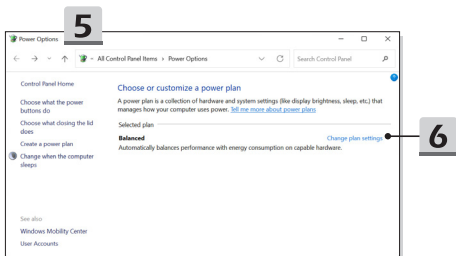 5
Power Options
All Control Panel Items > Power Options
Search Control Panel
Control Panel Home
Choose what the power
buttons do
Choose what closing the lid
does
Create a power plan
Change when the computer
sleeps
See also
Windows Mobility Center
User Accounts
Choose or customize a power plan
A power plan is a collection of hardware and system settings (like display brightness, sleep, etc.) that
manages how your computer uses power. Tell me more about power plans
Selected plan
Balanced
Change plan settings
Automatically balances performance with energy consumption on capable hardware.
6